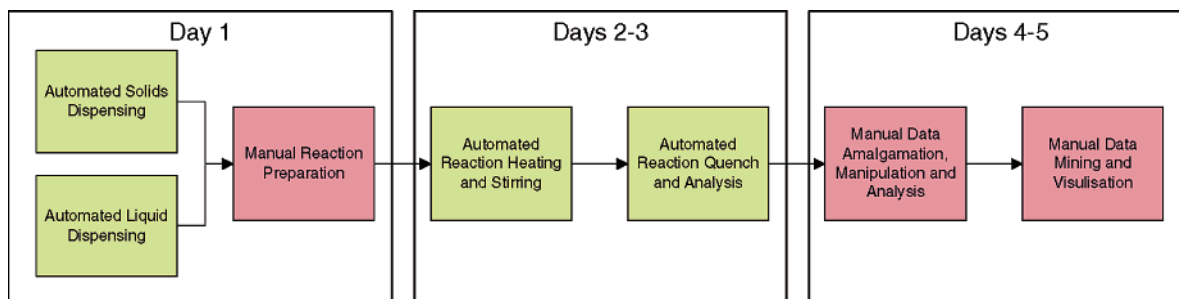 Day 1
Automated Solids
Dispensing
Automated Liquid
Dispensing
Manual Reaction
Preparation
Days 2-3
Automated
Reaction Heating
and Stirring
Automated
Reaction Quench
and Analysis
Days 4-5
Manual Data
Amalgamation,
Manipulation and
Analysis
Manual Data
Mining and
Visulisation